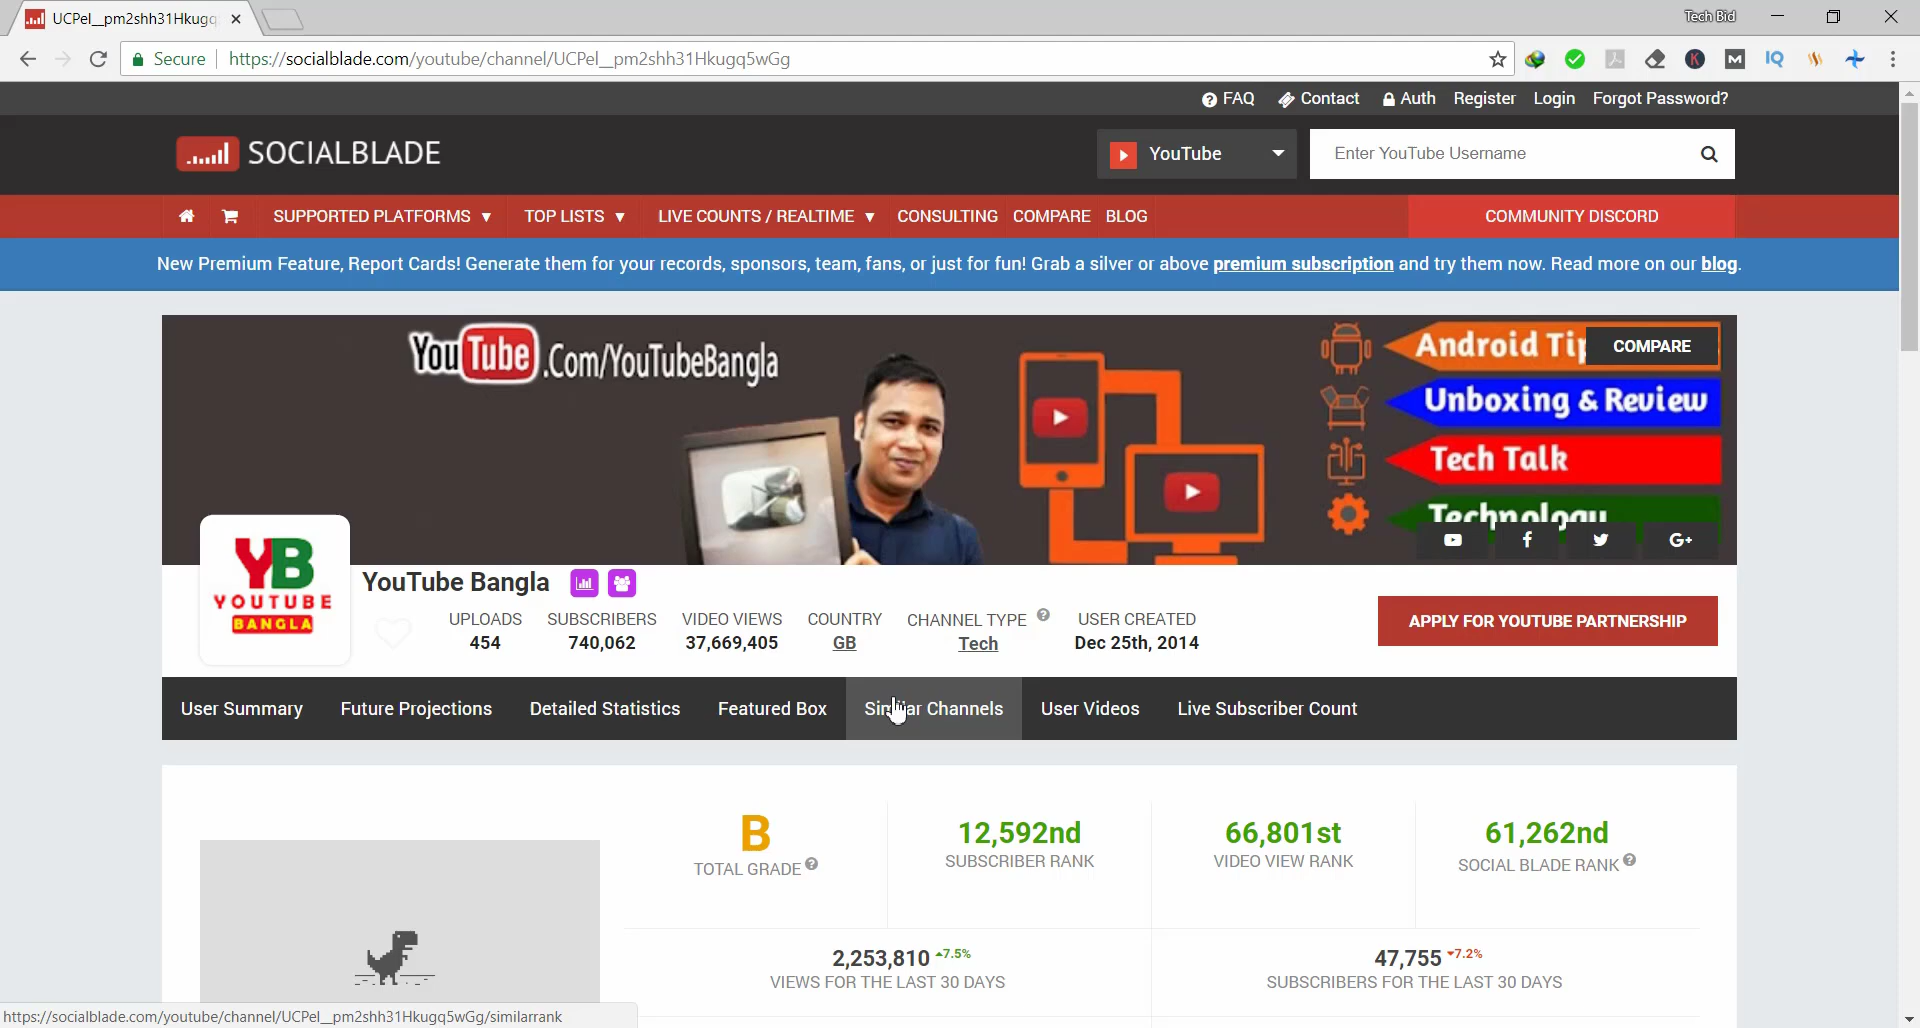 UCPel__pm2shh31Hkugq
Tech Bid
Secure
https://socialblade.com/youtube/channel/UCPel__pm2shh31Hkugq5wGg
FAQ Contact Auth Register Login Forgot Password?
SOCIALBLADE
YouTube
Enter YouTube Username
SUPPORTED PLATFORMS ▼ TOP LISTS ▼ LIVE COUNTS / REALTIME ▼ CONSULTING COMPARE BLOG
COMMUNITY DISCORD
New Premium Feature, Report Cards! Generate them for your records, sponsors, team, fans, or just for fun! Grab a silver or above premium subscription and try them now. Read more on our blog.
YouTube.Com/YouTubeBangla
Android Tip
COMPARE
Unboxing & Review
Tech Talk
Technology
G+
YB
YOUTUBE
BANGLA
YouTube Bangla
UPLOADS SUBSCRIBERS VIDEO VIEWS COUNTRY CHANNEL TYPE USER CREATED
454 740,062 37,669,405 GB Tech Dec 25th, 2014
APPLY FOR YOUTUBE PARTNERSHIP
User Summary Future Projections Detailed Statistics Featured Box Similar Channels User Videos Live Subscriber Count
B
TOTAL GRADE
12,592nd
SUBSCRIBER RANK
66,801st
VIDEO VIEW RANK
61,262nd
SOCIAL BLADE RANK
2,253,810 7.5%
VIEWS FOR THE LAST 30 DAYS
47,755 -7.2%
SUBSCRIBERS FOR THE LAST 30 DAYS
https://socialblade.com/youtube/channel/UCPel__pm2shh31Hkugq5wGg/similarrank